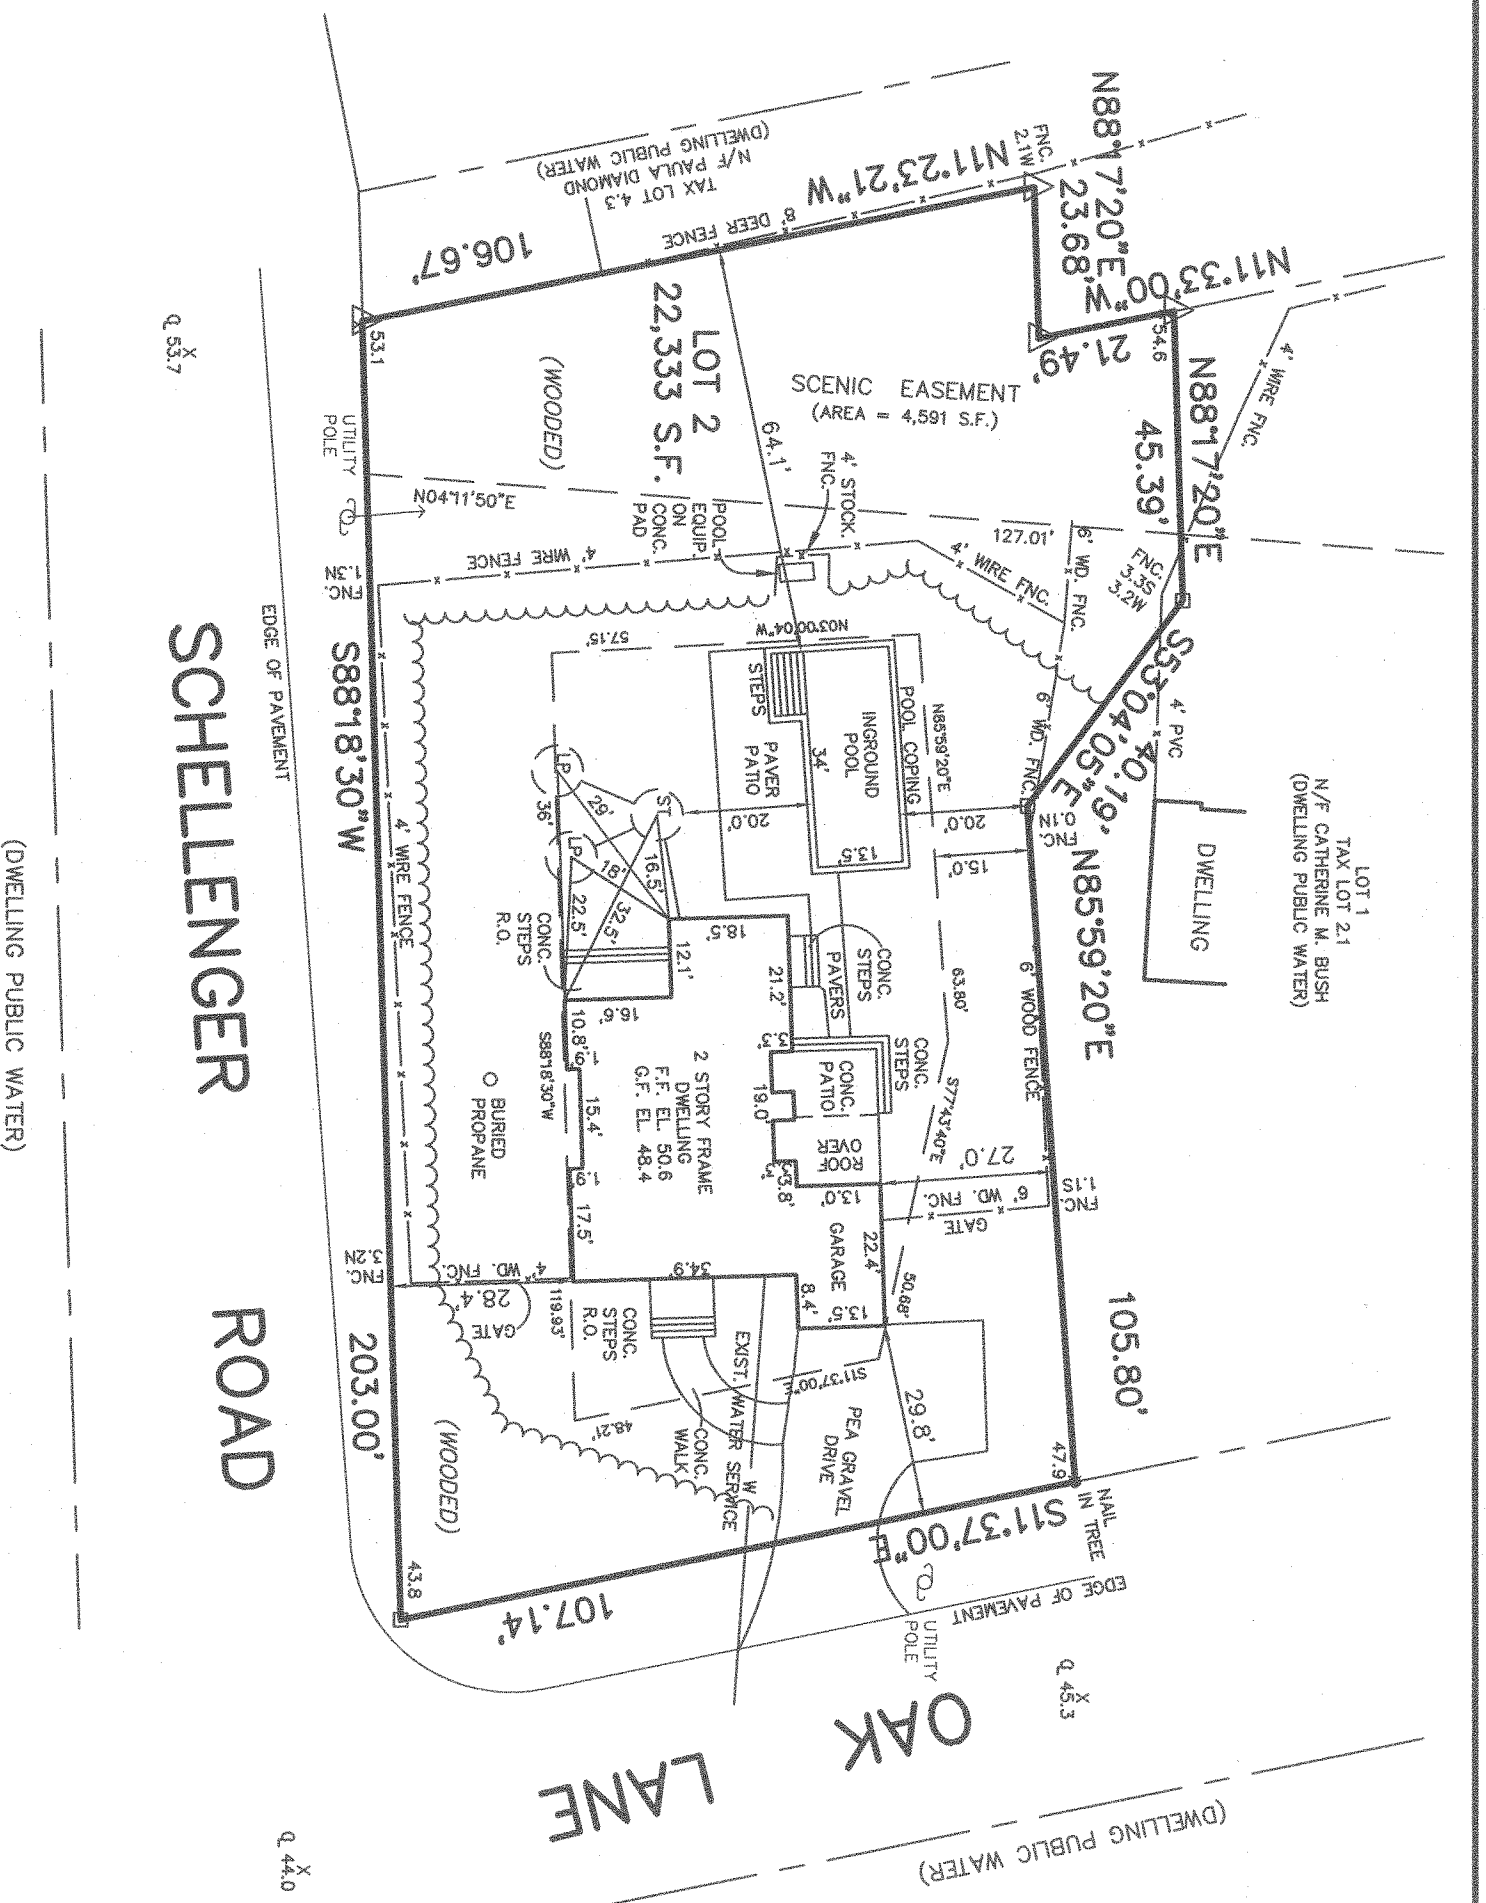 N88°17'20"E
23.68'
FNC.
2.1W
N11°23'21"W
TAX LOT 4.3
N/F PAULA DIAMOND
(DWELLING PUBLIC WATER)
8' DEER FENCE
106.67'
N11°33'00"W
21.49'
54.6
N88°17'20"E
45.39'
4' WIRE FNC.
SCENIC EASEMENT
(AREA = 4,591 S.F.)
LOT 2
22,333 S.F.
(WOODED)
53.1
64.1'
4' STOCK.
FNC.
POOL
EQUIP.
ON
CONC.
PAD
UTILITY
POLE
N04°11'50"E
127.01'
6' WD. FNC.
FNC.
3.3S
3.2W
4' WIRE FNC.
4' WIRE FENCE
FNC.
1.3N
53.7
EDGE OF PAVEMENT
S53°04'05"E
40.19'
4' PVC
6' WD. FNC.
FNC.
0.1N
LOT 1
TAX LOT 2.1
N/F CATHERINE M. BUSH
(DWELLING PUBLIC WATER)
DWELLING
N03°00'04"W
57.15'
STEPS
INGROUND
POOL
POOL COPING
34'
13.5'
PAVER
PATIO
N85°59'20"E
20.0'
20.0'
15.0'
LP
ST
LP
29'
36'
18'
16.5'
22.5'
32.5'
CONC.
STEPS
R.O.
4' WIRE FENCE
S88°18'30"W
N85°59'20"E
6' WOOD FENCE
63.80'
CONC.
STEPS
PAVERS
18.5'
12.1'
21.2'
16.6'
10.8'
1.9'
15.4'
1.9'
17.5'
S88°18'30"W
3.3'
19.0'
3'
3.8'
CONC.
PATIO
CONC.
STEPS
ROOF
OVER
2 STORY FRAME
DWELLING
F.F. EL. 50.6
G.F. EL. 48.4
BURIED
PROPANE
S77°43'40"E
27.0'
6' WD. FNC.
GATE
FNC.
1.1S
13.0'
GARAGE
22.4'
50.68'
13.5'
8.4'
34.9'
4' WD. FNC.
28.4'
GATE
FNC.
3.2N
119.93'
CONC.
STEPS
R.O.
EXIST. WATER SERVICE
W
S11°37'00"E
48.21'
CONC.
WALK
PEA GRAVEL
DRIVE
29.8'
105.80'
47.9
NAIL
IN TREE
S11°37'00"E
107.14'
203.00'
43.8
(WOODED)
EDGE OF PAVEMENT
UTILITY
POLE
45.3
44.0
SCHELLENGER ROAD
OAK LANE
(DWELLING PUBLIC WATER)
(DWELLING PUBLIC WATER)